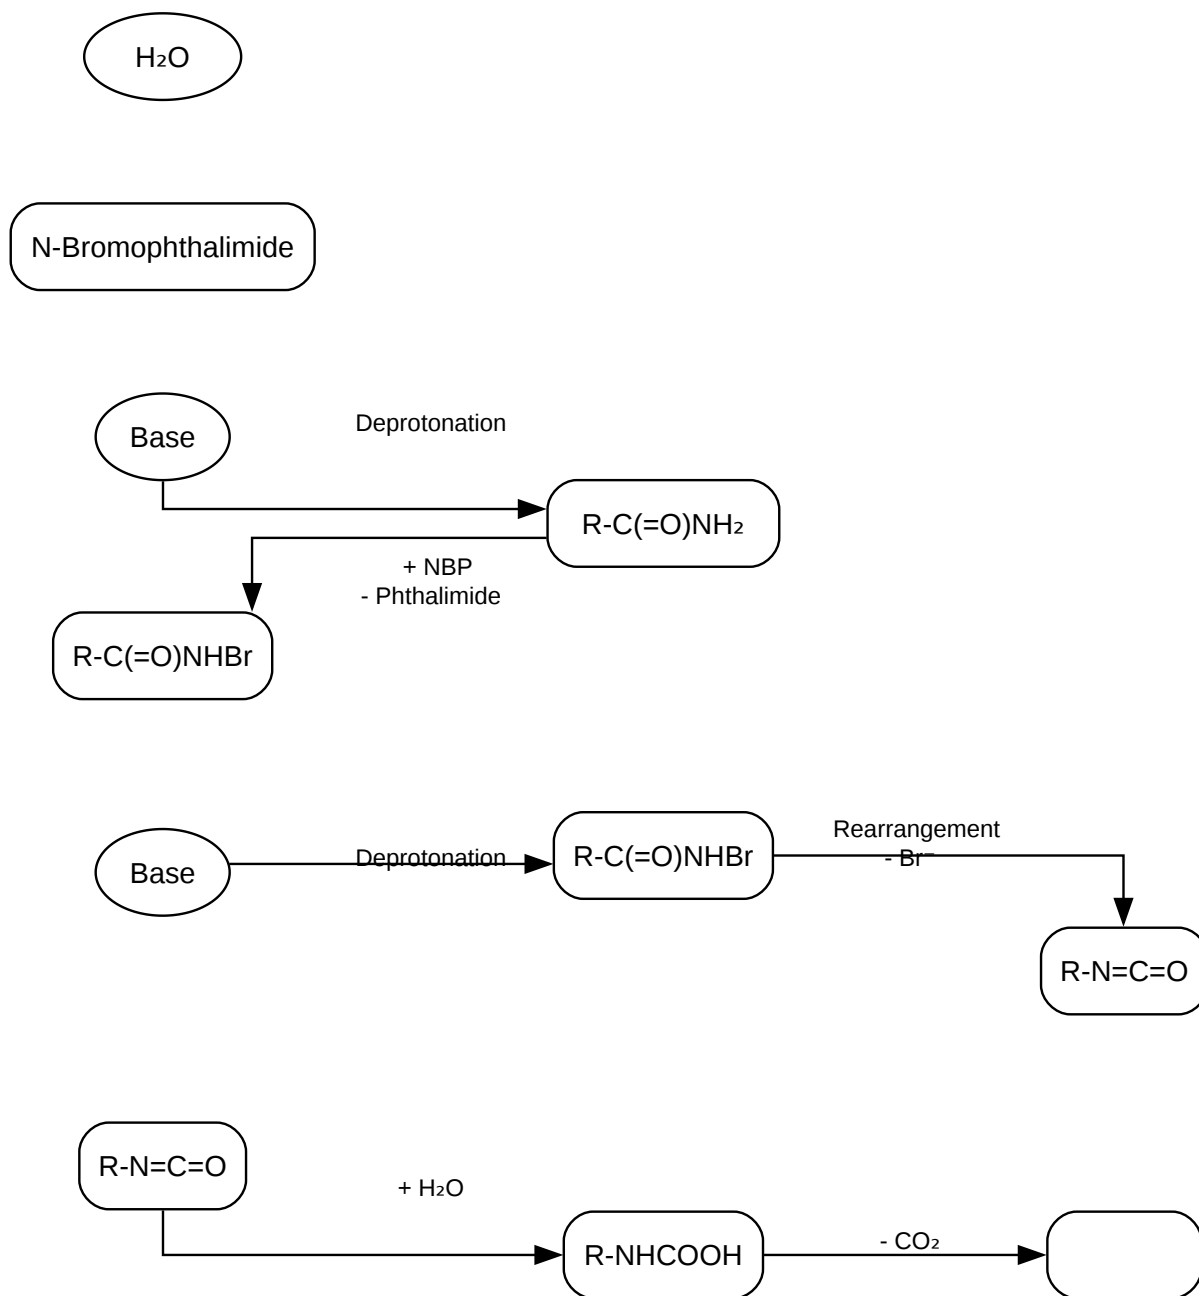 H₂O
N-Bromophthalimide
Base
Deprotonation
R-C(=O)NH₂
+ NBP
- Phthalimide
R-C(=O)NHBr
Base
Deprotonation
R-C(=O)NHBr
Rearrangement
- Br⁻
R-N=C=O
R-N=C=O
+ H₂O
R-NHCOOH
- CO₂